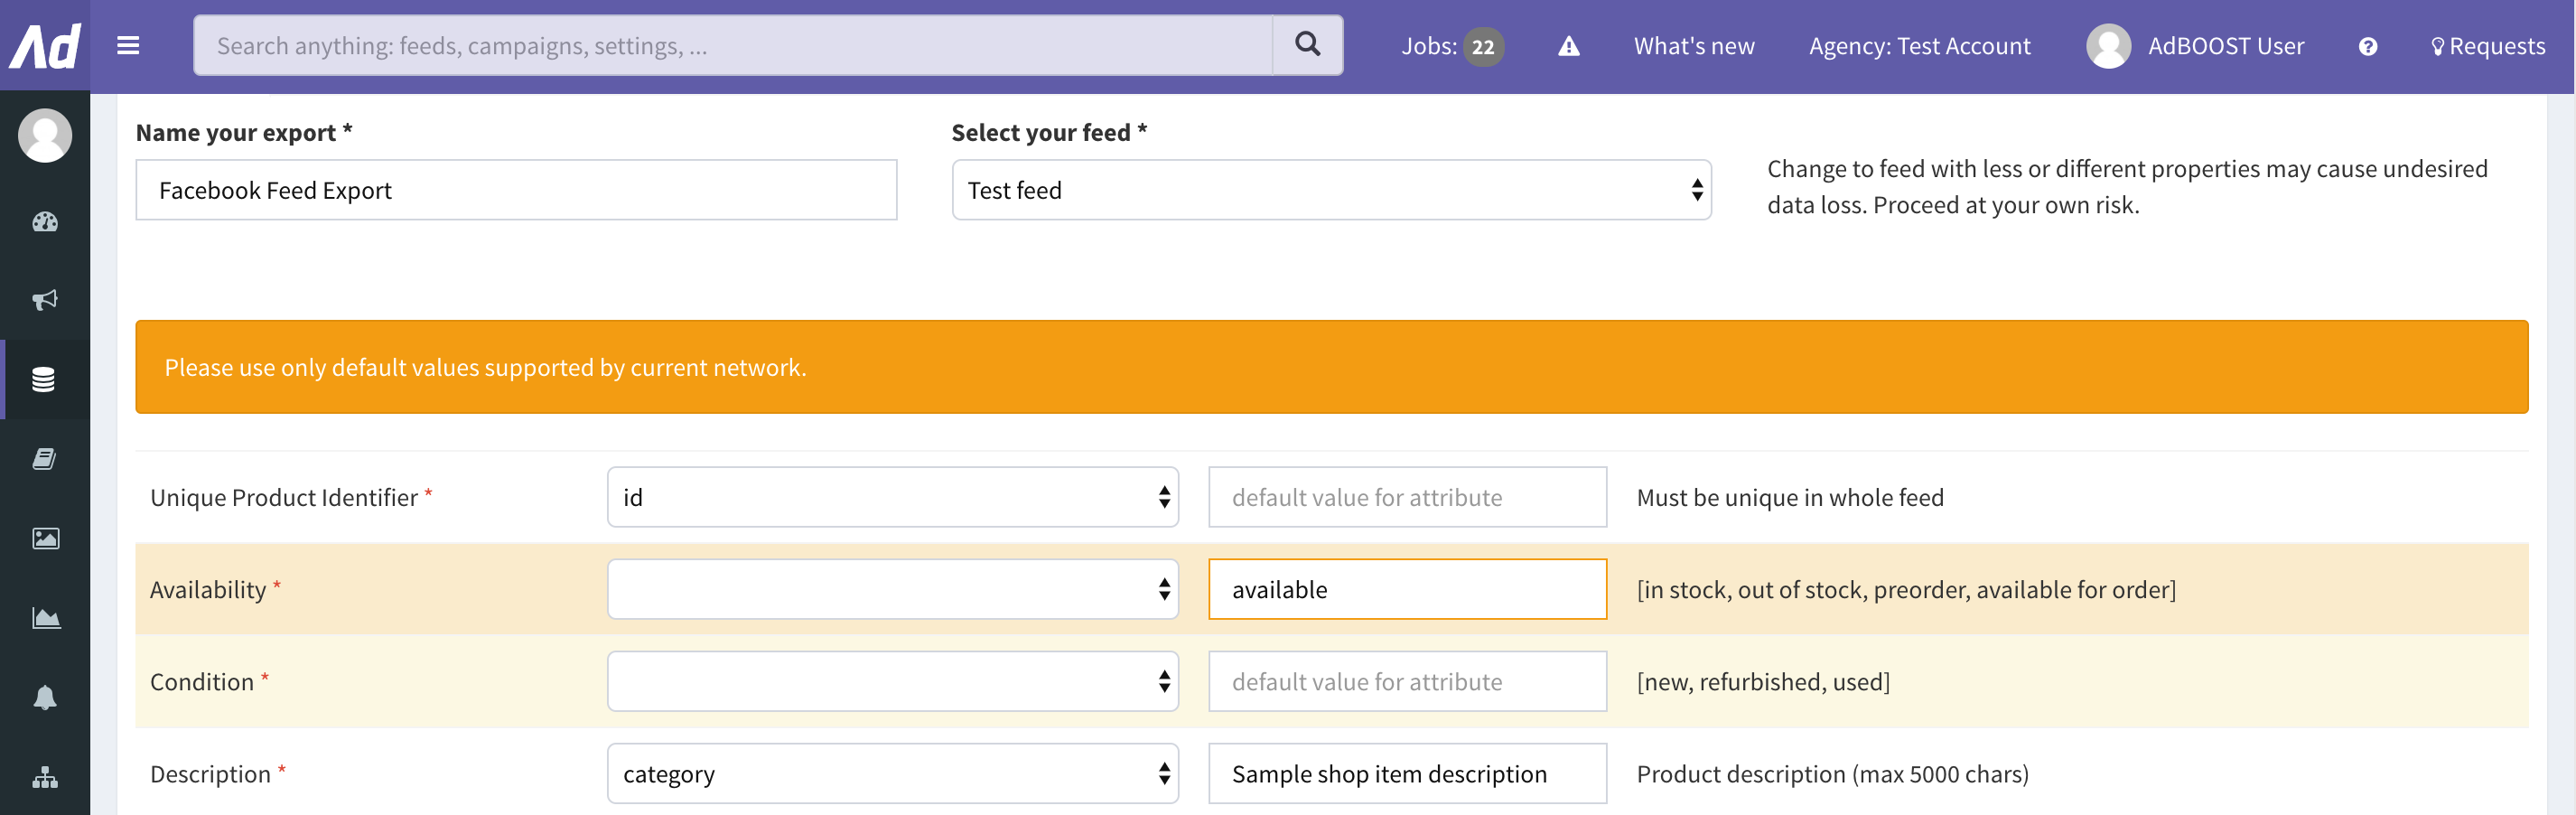 Ad
Search anything: feeds, campaigns, settings, ...
Jobs: 22
What's new
Agency: Test Account
AdBOOST User
Requests
Name your export *
Select your feed *
Facebook Feed Export
Test feed
Change to feed with less or different properties may cause undesired
data loss. Proceed at your own risk.
Please use only default values supported by current network.
Unique Product Identifier * id default value for attribute Must be unique in whole feed
Availability * available [in stock, out of stock, preorder, available for order]
Condition * default value for attribute [new, refurbished, used]
Description * category Sample shop item description Product description (max 5000 chars)